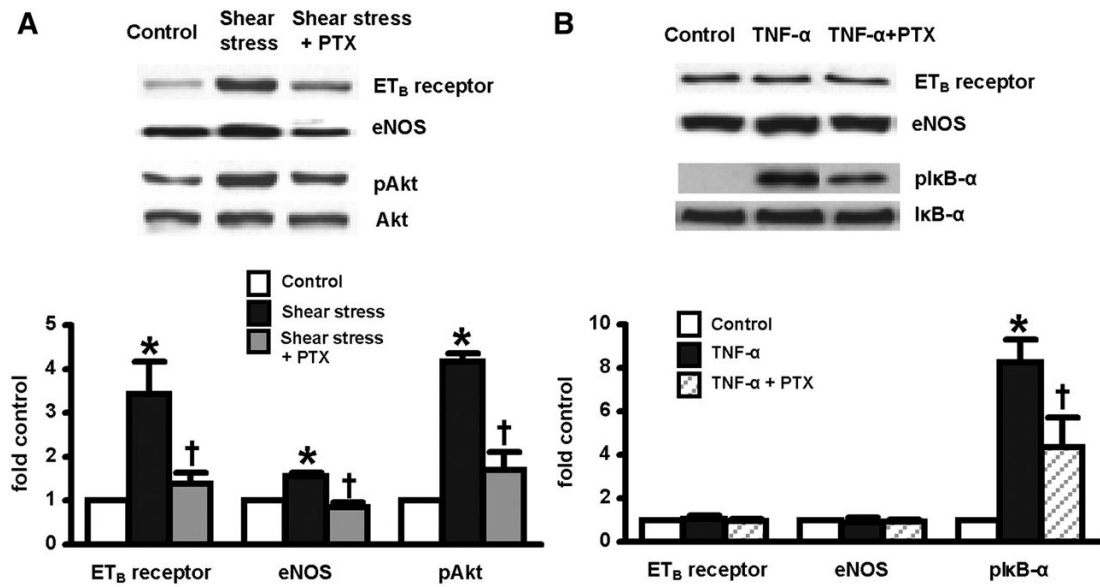 A
Control
Shear
stress
Shear stress
+ PTX
ETB receptor
eNOS
pAkt
Akt
Control
Shear stress
Shear stress
+ PTX
fold control
5
4
3
2
1
0
*
†
*
†
*
†
ETB receptor
eNOS
pAkt
B
Control TNF-α TNF-α+PTX
ETB receptor
eNOS
pIκB-α
IκB-α
Control
TNF-α
TNF-α + PTX
fold control
10
8
6
4
2
0
*
†
ETB receptor
eNOS
pIκB-α